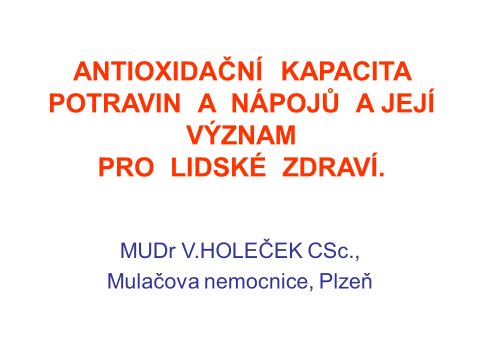 ANTIOXIDAČNÍ KAPACITA
POTRAVIN A NÁPOJŮ A JEJÍ
VÝZNAM
PRO LIDSKÉ ZDRAVÍ.
MUDr V.HOLEČEK CSc.,
Mulačova nemocnice, Plzeň